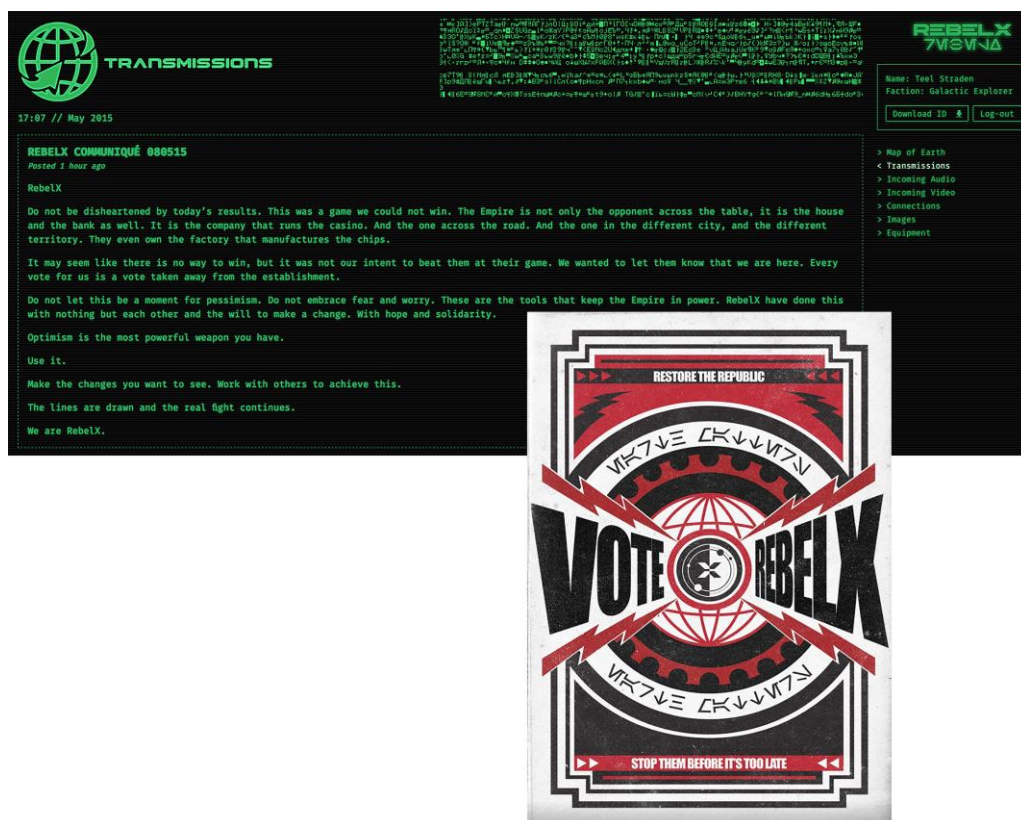 TRANSMISSIONS
REBELX
17:07 // May 2015
Name: Teel Straden
Faction: Galactic Explorer
Download ID
Log-out
> Map of Earth
< Transmissions
> Incoming Audio
> Incoming Video
> Connections
> Images
> Equipment
REBELX COMMUNIQUÉ 080515
Posted 1 hour ago
RebelX
Do not be disheartened by today's results. This was a game we could not win. The Empire is not only the opponent across the table, it is the house
and the bank as well. It is the company that runs the casino. And the one across the road. And the one in the different city, and the different
territory. They even own the factory that manufactures the chips.
It may seem like there is no way to win, but it was not our intent to beat them at their game. We wanted to let them know that we are here. Every
vote for us is a vote taken away from the establishment.
Do not let this be a moment for pessimism. Do not embrace fear and worry. These are the tools that keep the Empire in power. RebelX have done this
with nothing but each other and the will to make a change. With hope and solidarity.
Optimism is the most powerful weapon you have.
Use it.
Make the changes you want to see. Work with others to achieve this.
The lines are drawn and the real fight continues.
We are RebelX.
RESTORE THE REPUBLIC
VOTE REBELX
STOP THEM BEFORE IT'S TOO LATE